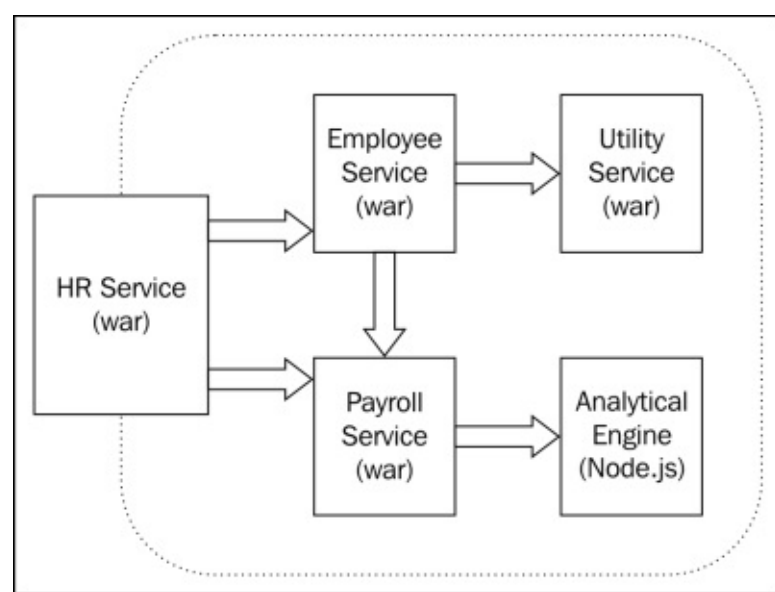 Employee
Service
(war)
Utility
Service
(war)
HR Service
(war)
Payroll
Service
(war)
Analytical
Engine
(Node.js)